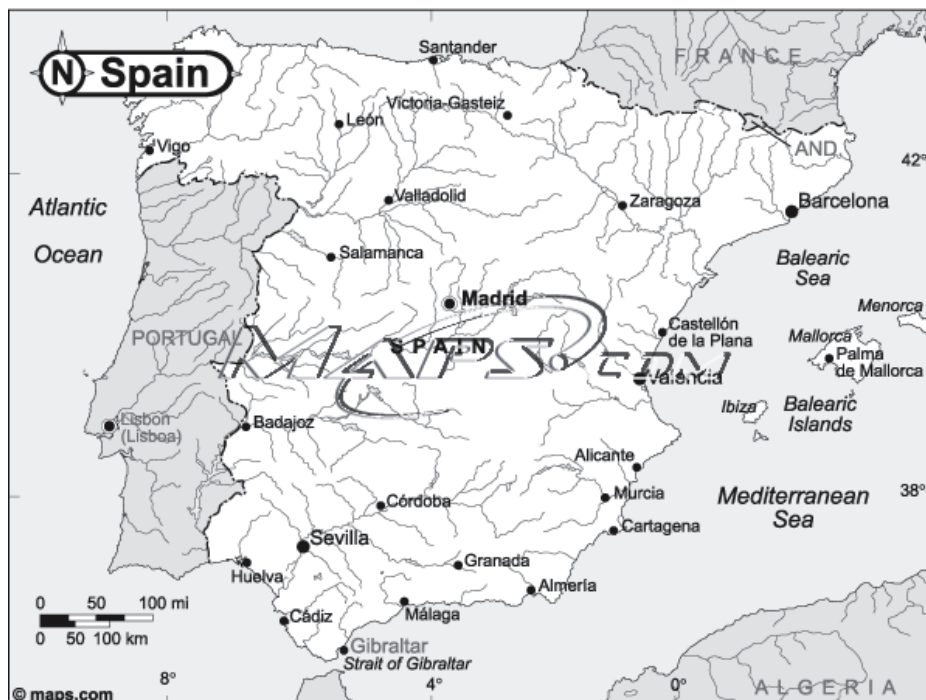 Santander
FRANCE
N Spain
Victoria-Gasteiz
León
Vigo
AND.
42°
Valladolid
Zaragoza
Barcelona
Atlantic
Ocean
Salamanca
Balearic
Sea
Madrid
Menorca
PORTUGAL
SPAIN
Castellón
de la Plana
Mallorca
Palma
de Mallorca
MAPS.COM
Valencia
Ibiza
Balearic
Islands
Lisbon
(Lisboa)
Badajoz
Alicante
Murcia
38°
Mediterranean
Sea
Córdoba
Cartagena
Sevilla
Granada
Huelva
Almería
0 50 100 mi
0 50 100 km
Cádiz
Málaga
Gibraltar
Strait of Gibraltar
8°
4°
0°
ALGERIA
© maps.com